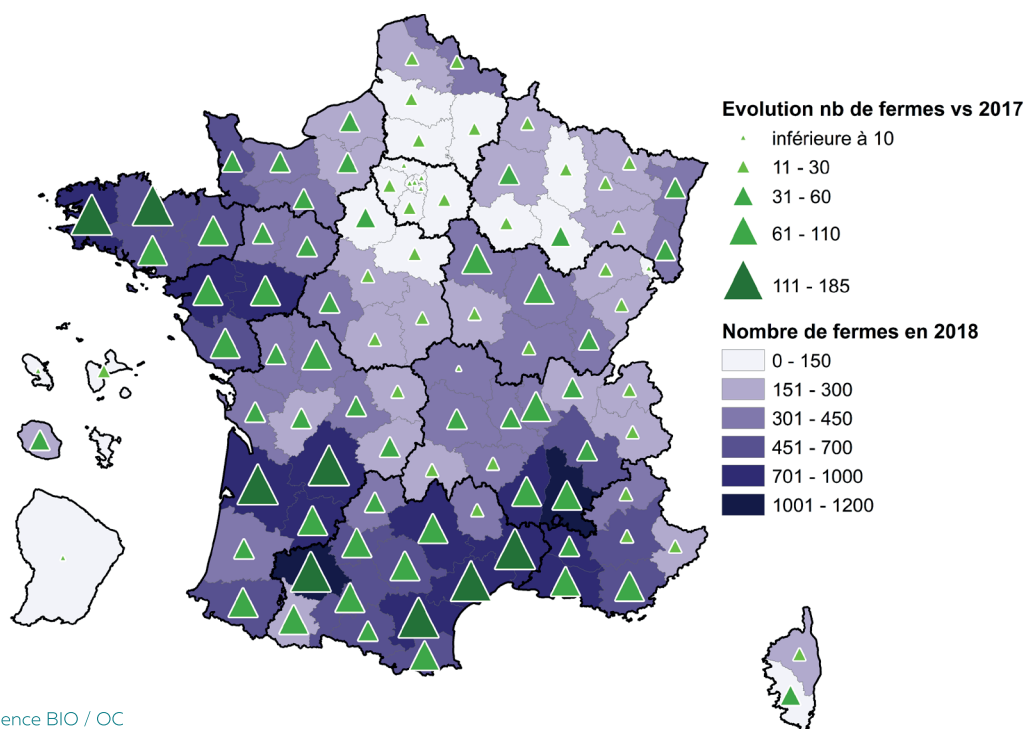 Evolution nb de fermes vs 2017
inférieure à 10
11 - 30
31 - 60
61 - 110
111 - 185
Nombre de fermes en 2018
0 - 150
151 - 300
301 - 450
451 - 700
701 - 1000
1001 - 1200
ence BIO / OC